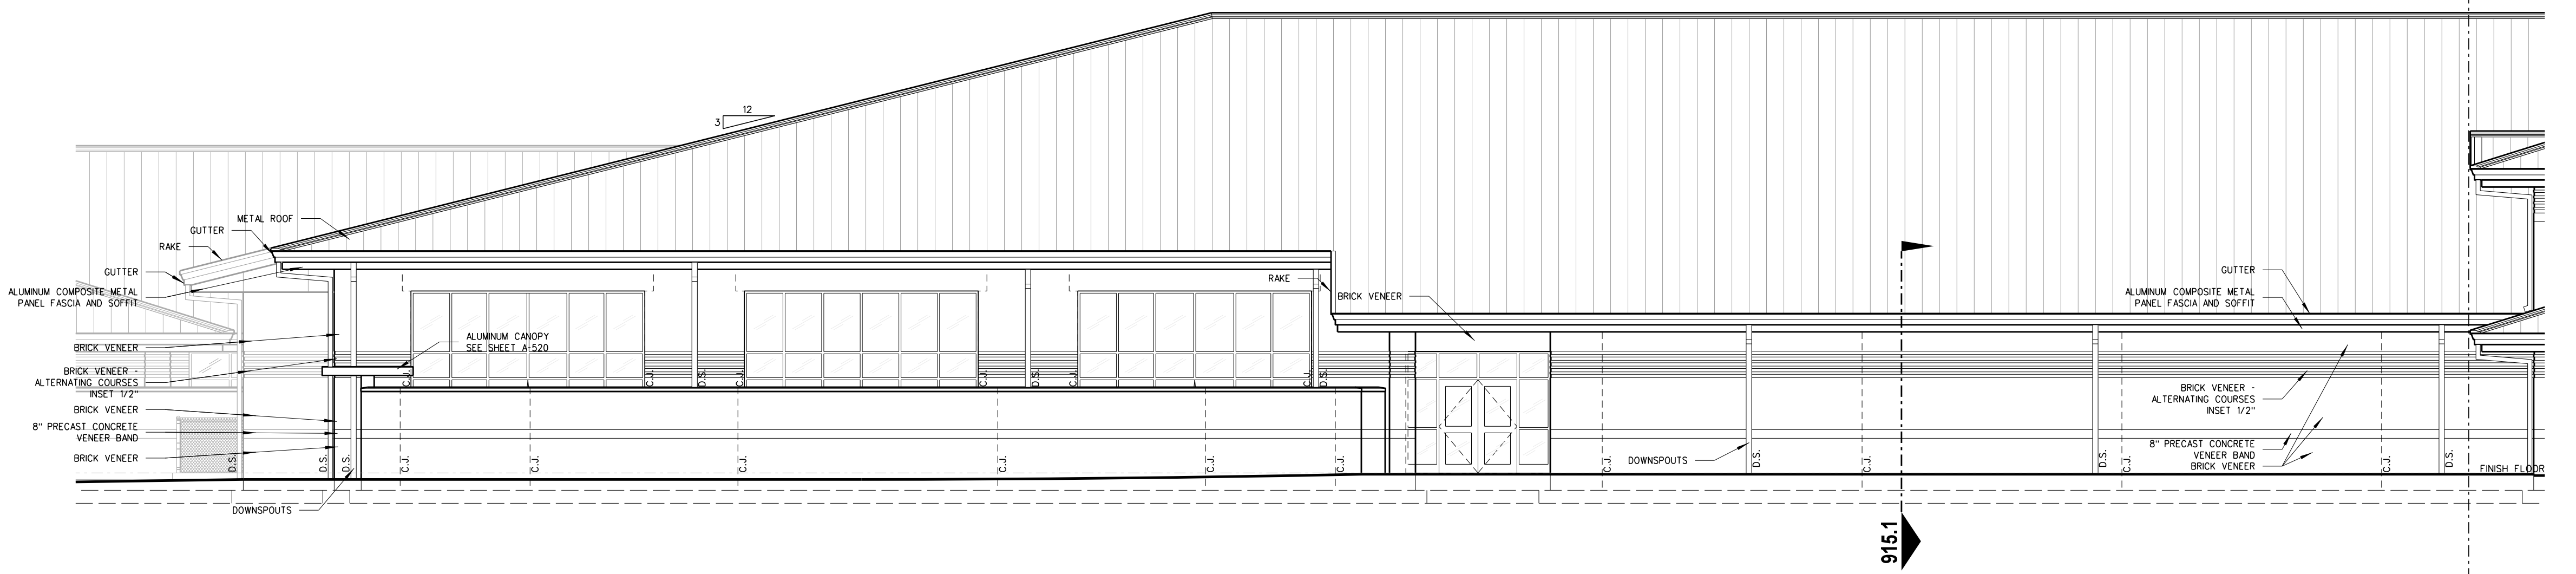 12
3
METAL ROOF
GUTTER
RAKE
GUTTER
ALUMINUM COMPOSITE METAL
PANEL FASCIA AND SOFFIT
BRICK VENEER
BRICK VENEER -
ALTERNATING COURSES
INSET 1/2"
BRICK VENEER
8" PRECAST CONCRETE
VENEER BAND
BRICK VENEER
DOWNSPOUTS
ALUMINUM CANOPY
SEE SHEET A-520
RAKE
BRICK VENEER
C.J.
C.J.
D.S.
C.J.
C.J.
D.S.
C.J.
C.J.
D.S.
D.S.
D.S.
D.S.
C.J.
C.J.
C.J.
C.J.
C.J.
C.J.
C.J.
DOWNSPOUTS
D.S.
C.J.
D.S.
C.J.
C.J.
D.S.
915.1
GUTTER
ALUMINUM COMPOSITE METAL
PANEL FASCIA AND SOFFIT
BRICK VENEER -
ALTERNATING COURSES
INSET 1/2"
8" PRECAST CONCRETE
VENEER BAND
BRICK VENEER
FINISH FLOOR